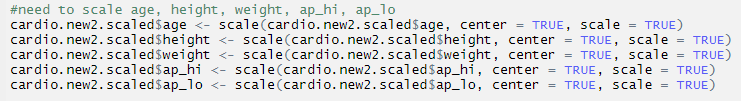 #need to scale age, height, weight, ap_hi, ap_lo
cardio.new2.scaled$age <- scale(cardio.new2.scaled$age, center = TRUE, scale = TRUE)
cardio.new2.scaled$height <- scale(cardio.new2.scaled$height, center = TRUE, scale = TRUE)
cardio.new2.scaled$weight <- scale(cardio.new2.scaled$weight, center = TRUE, scale = TRUE)
cardio.new2.scaled$ap_hi <- scale(cardio.new2.scaled$ap_hi, center = TRUE, scale = TRUE)
cardio.new2.scaled$ap_lo <- scale(cardio.new2.scaled$ap_lo, center = TRUE, scale = TRUE)